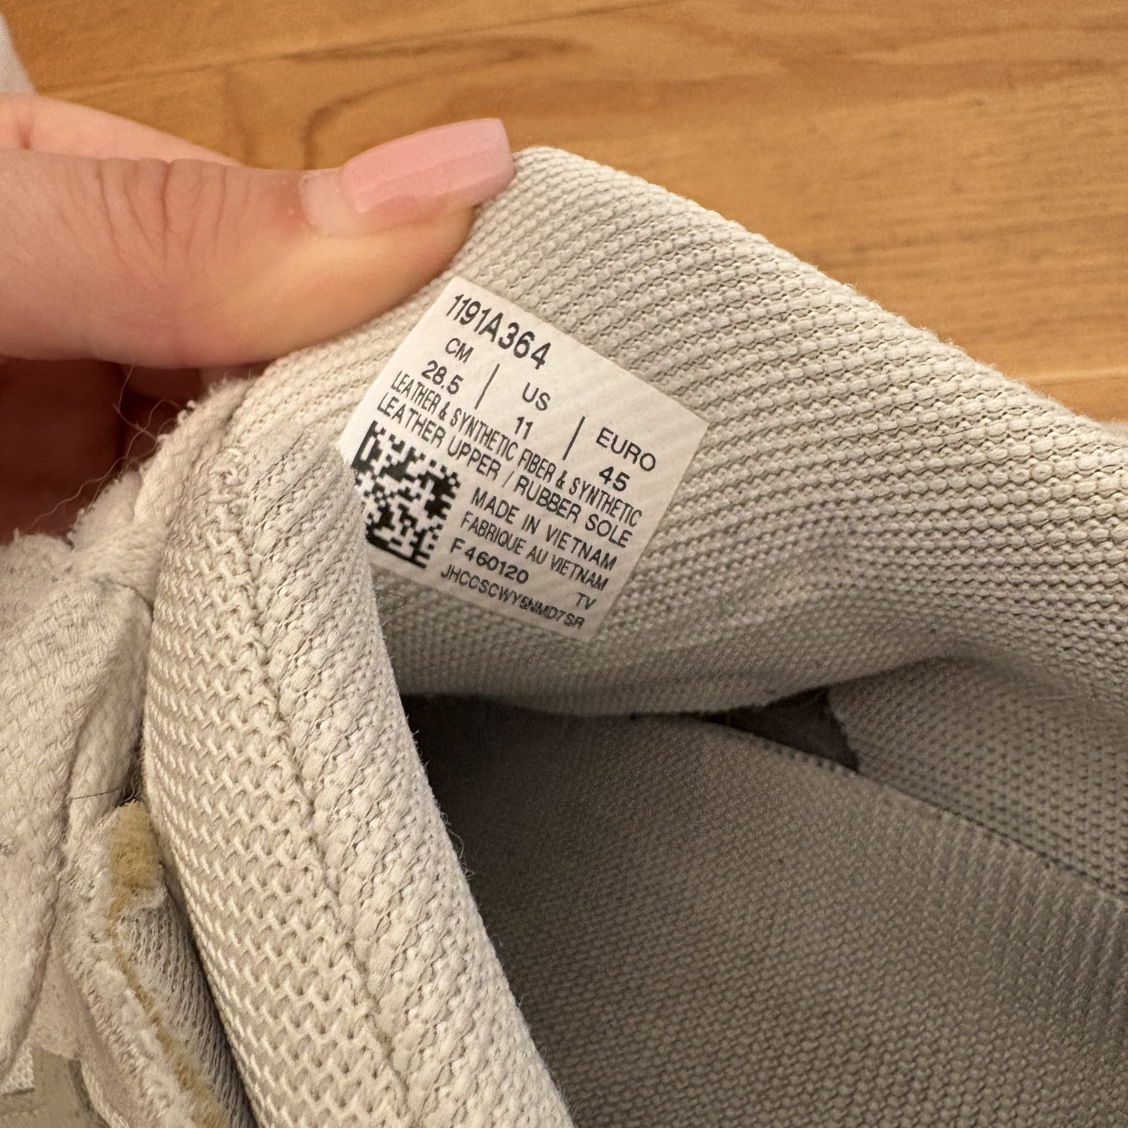 1191A364
CM | US | EURO
28.5 | 11 | 45
LEATHER & SYNTHETIC FIBER & SYNTHETIC
LEATHER UPPER / RUBBER SOLE
MADE IN VIETNAM
FABRIQUE AU VIETNAM
F460120 TV
JHCCSCWY5NMD7SR